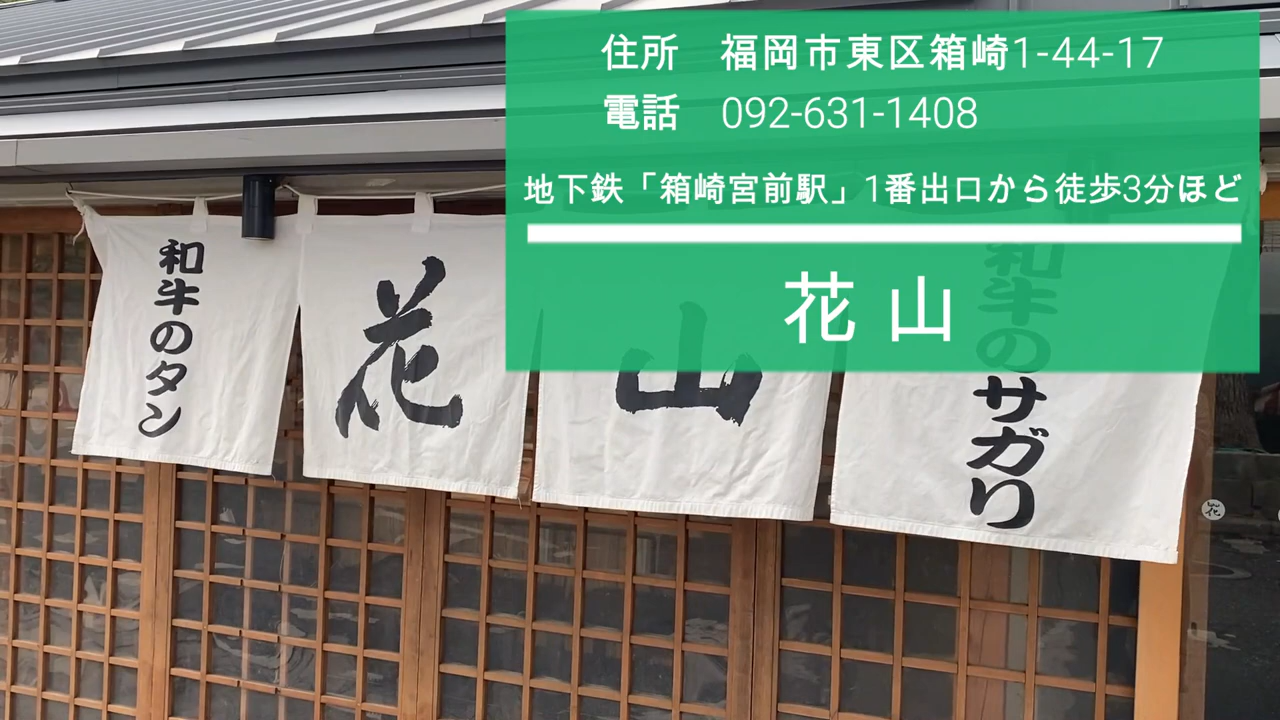 住所 福岡市東区箱崎1-44-17
電話 092-631-1408
地下鉄「箱崎宮前駅」1番出口から徒歩3分ほど
花山
和牛のタン
花
山
和牛のサガリ
花